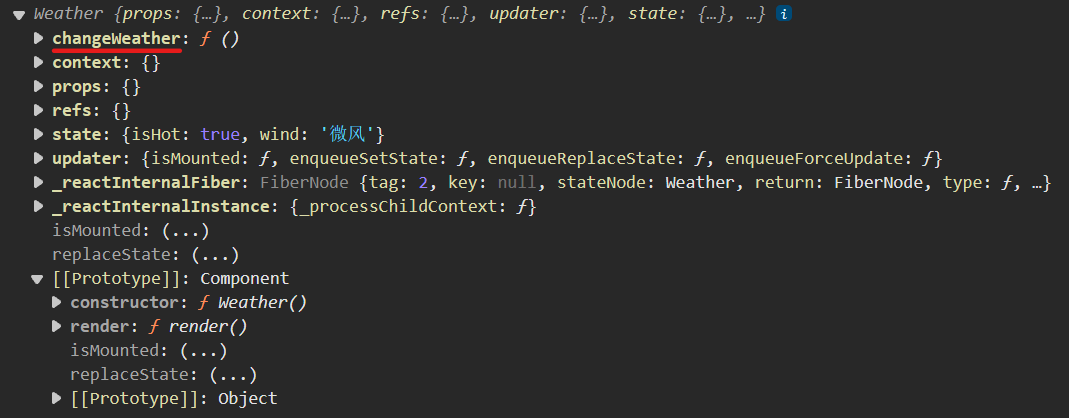 Weather {props: {…}, context: {…}, refs: {…}, updater: {…}, state: {…}, …} i
changeWeather: ƒ ()
context: {}
props: {}
refs: {}
state: {isHot: true, wind: '微风'}
updater: {isMounted: ƒ, enqueueSetState: ƒ, enqueueReplaceState: ƒ, enqueueForceUpdate: ƒ}
_reactInternalFiber: FiberNode {tag: 2, key: null, stateNode: Weather, return: FiberNode, type: ƒ, …}
_reactInternalInstance: {_processChildContext: ƒ}
isMounted: (...)
replaceState: (...)
[[Prototype]]: Component
constructor: ƒ Weather()
render: ƒ render()
isMounted: (...)
replaceState: (...)
[[Prototype]]: Object